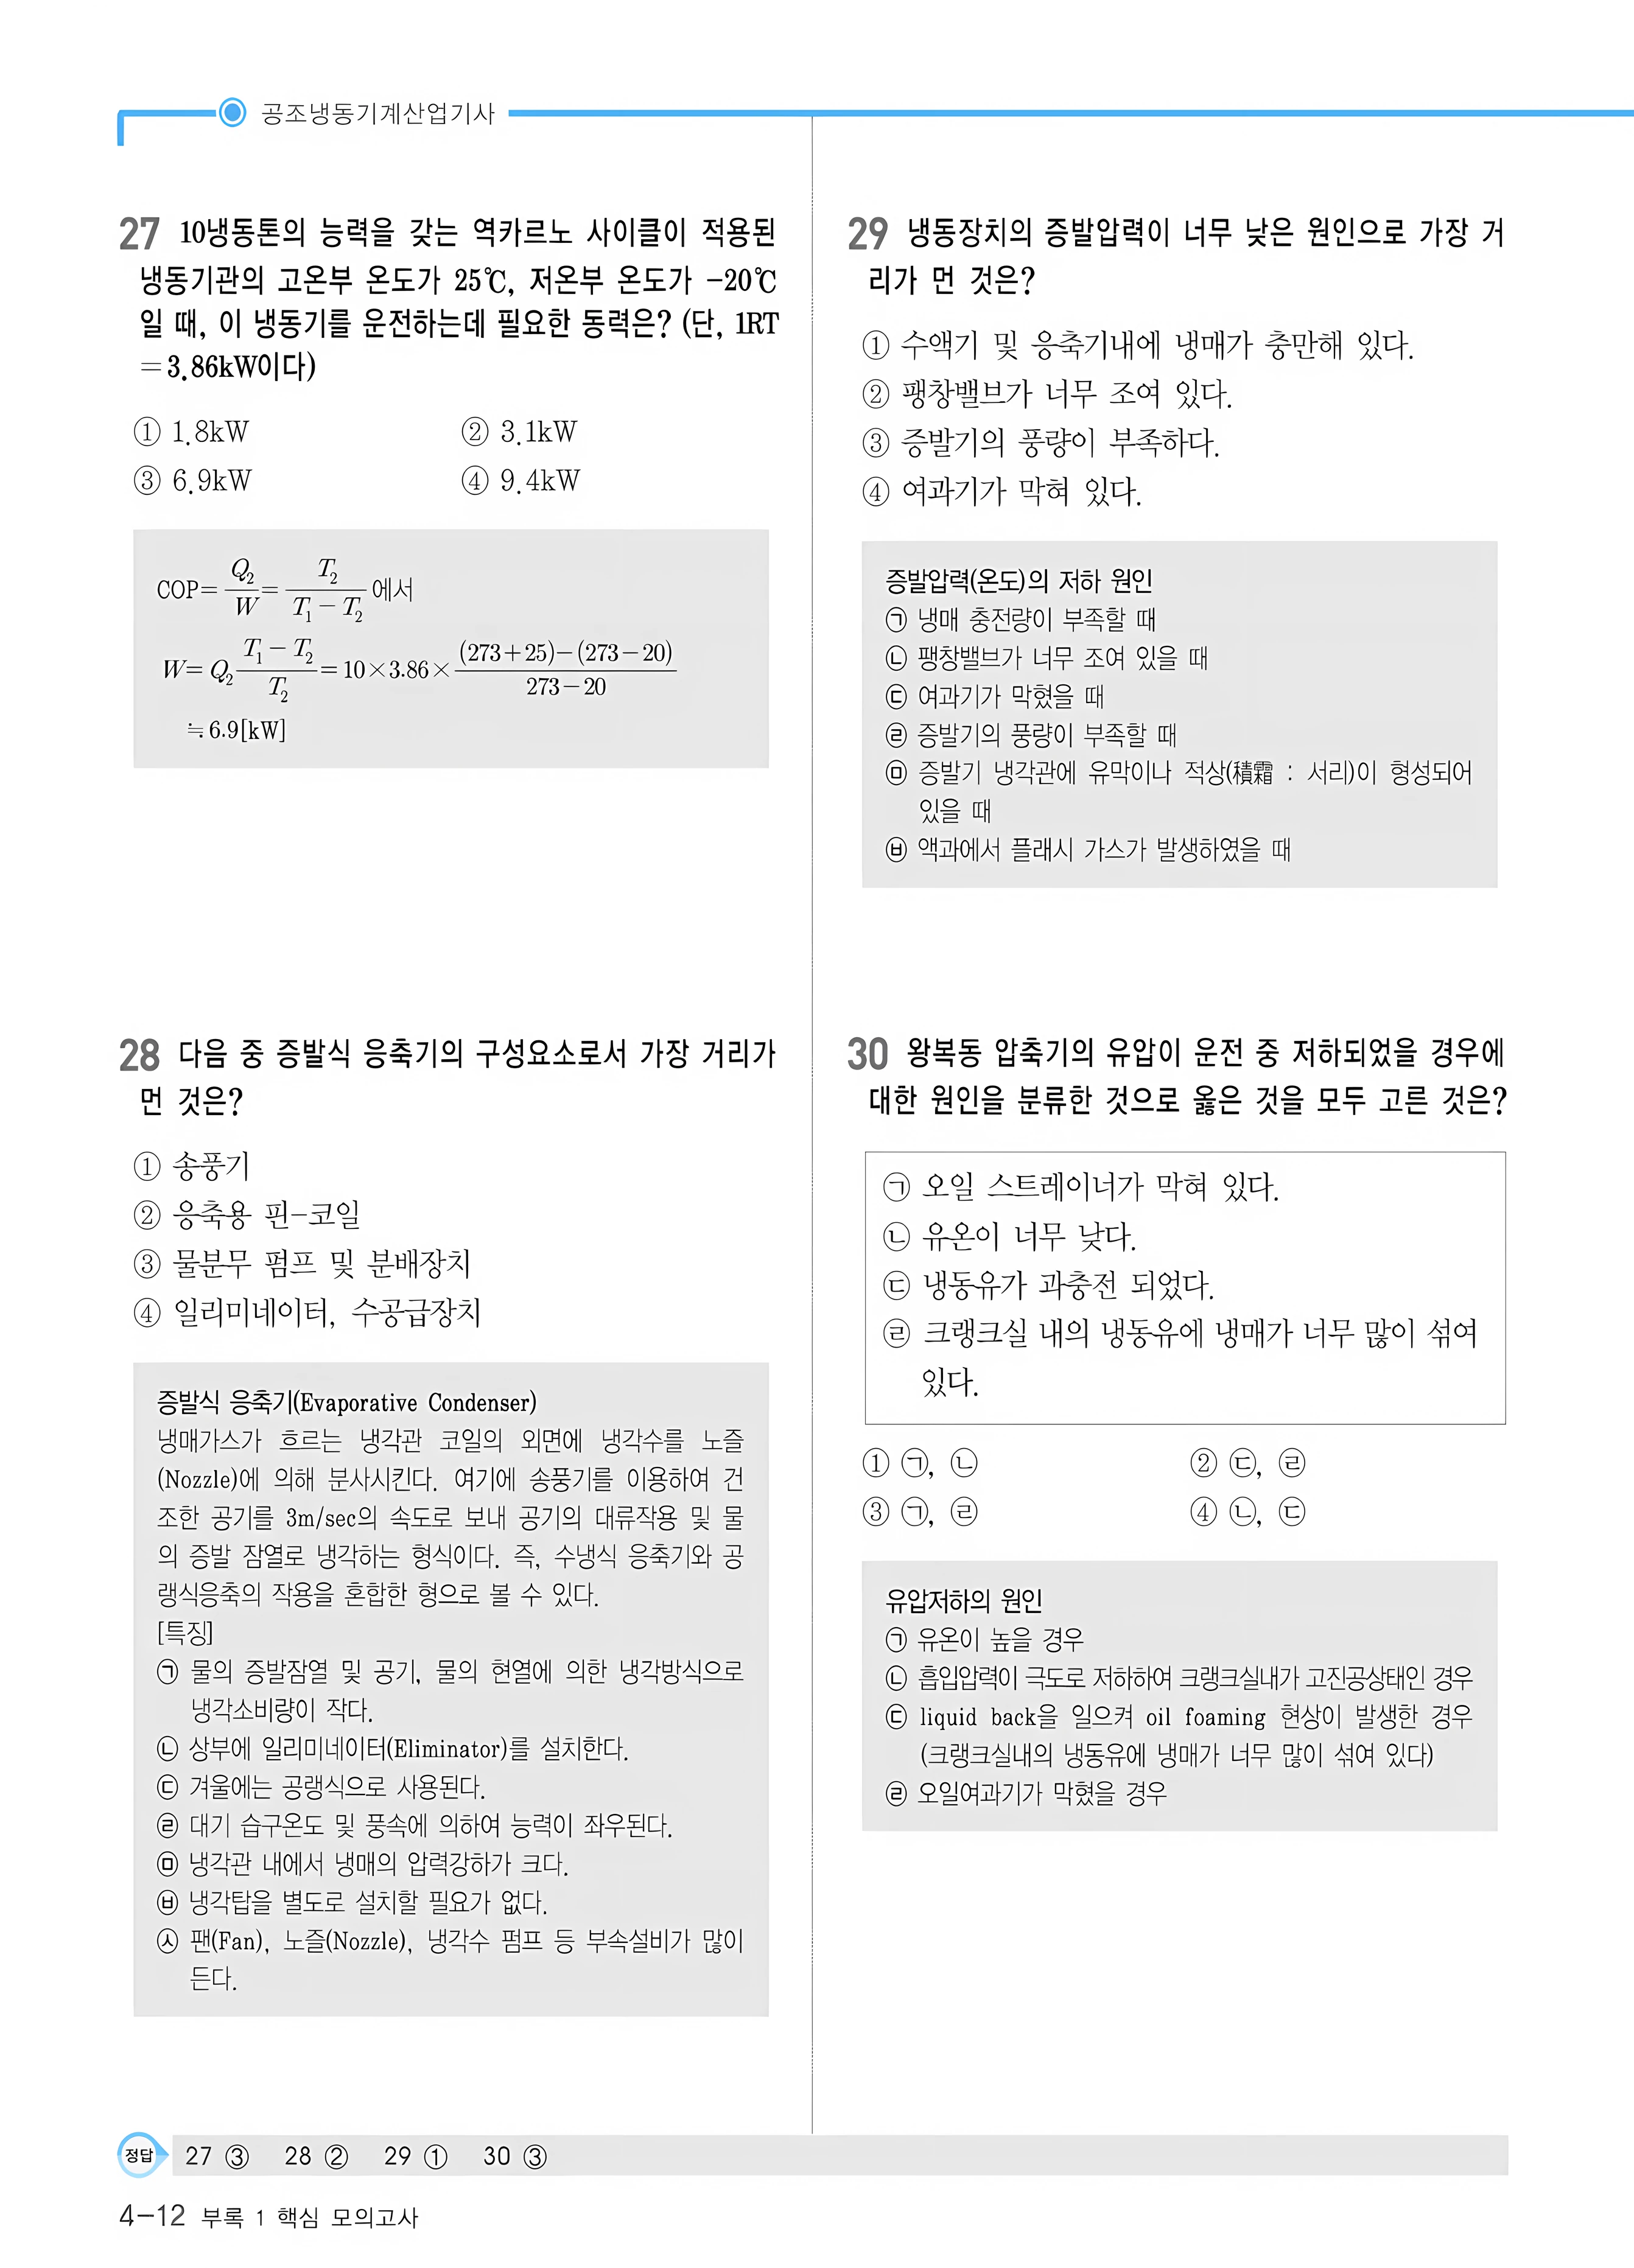 공조냉동기계산업기사
27 10냉동톤의 능력을 갖는 역카르노 사이클이 적용된
냉동기관의 고온부 온도가 25℃, 저온부 온도가 -20℃
일 때, 이 냉동기를 운전하는데 필요한 동력은? (단, 1RT
=3.86kW이다)
① 1.8kW ② 3.1kW
③ 6.9kW ④ 9.4kW
COP= Q₂/W = T₂/(T₁-T₂) 에서
W= Q₂ (T₁-T₂)/T₂ = 10×3.86× ((273+25)-(273-20))/(273-20)
≒6.9[kW]
28 다음 중 증발식 응축기의 구성요소로서 가장 거리가
먼 것은?
① 송풍기
② 응축용 핀-코일
③ 물분무 펌프 및 분배장치
④ 일리미네이터, 수공급장치
증발식 응축기(Evaporative Condenser)
냉매가스가 흐르는 냉각관 코일의 외면에 냉각수를 노즐
(Nozzle)에 의해 분사시킨다. 여기에 송풍기를 이용하여 건
조한 공기를 3m/sec의 속도로 보내 공기의 대류작용 및 물
의 증발 잠열로 냉각하는 형식이다. 즉, 수냉식 응축기와 공
랭식응축의 작용을 혼합한 형으로 볼 수 있다.
[특징]
㉠ 물의 증발잠열 및 공기, 물의 현열에 의한 냉각방식으로
냉각소비량이 작다.
㉡ 상부에 일리미네이터(Eliminator)를 설치한다.
㉢ 겨울에는 공랭식으로 사용된다.
㉣ 대기 습구온도 및 풍속에 의하여 능력이 좌우된다.
㉤ 냉각관 내에서 냉매의 압력강하가 크다.
㉥ 냉각탑을 별도로 설치할 필요가 없다.
㉦ 팬(Fan), 노즐(Nozzle), 냉각수 펌프 등 부속설비가 많이
든다.
29 냉동장치의 증발압력이 너무 낮은 원인으로 가장 거
리가 먼 것은?
① 수액기 및 응축기내에 냉매가 충만해 있다.
② 팽창밸브가 너무 조여 있다.
③ 증발기의 풍량이 부족하다.
④ 여과기가 막혀 있다.
증발압력(온도)의 저하 원인
㉠ 냉매 충전량이 부족할 때
㉡ 팽창밸브가 너무 조여 있을 때
㉢ 여과기가 막혔을 때
㉣ 증발기의 풍량이 부족할 때
㉤ 증발기 냉각관에 유막이나 적상(積霜 : 서리)이 형성되어
있을 때
㉥ 액과에서 플래시 가스가 발생하였을 때
30 왕복동 압축기의 유압이 운전 중 저하되었을 경우에
대한 원인을 분류한 것으로 옳은 것을 모두 고른 것은?
㉠ 오일 스트레이너가 막혀 있다.
㉡ 유온이 너무 낮다.
㉢ 냉동유가 과충전 되었다.
㉣ 크랭크실 내의 냉동유에 냉매가 너무 많이 섞여
있다.
① ㉠, ㉡ ② ㉢, ㉣
③ ㉠, ㉣ ④ ㉡, ㉢
유압저하의 원인
㉠ 유온이 높을 경우
㉡ 흡입압력이 극도로 저하하여 크랭크실내가 고진공상태인 경우
㉢ liquid back을 일으켜 oil foaming 현상이 발생한 경우
(크랭크실내의 냉동유에 냉매가 너무 많이 섞여 있다)
㉣ 오일여과기가 막혔을 경우
정답 27 ③ 28 ② 29 ① 30 ③
4-12 부록 1 핵심 모의고사